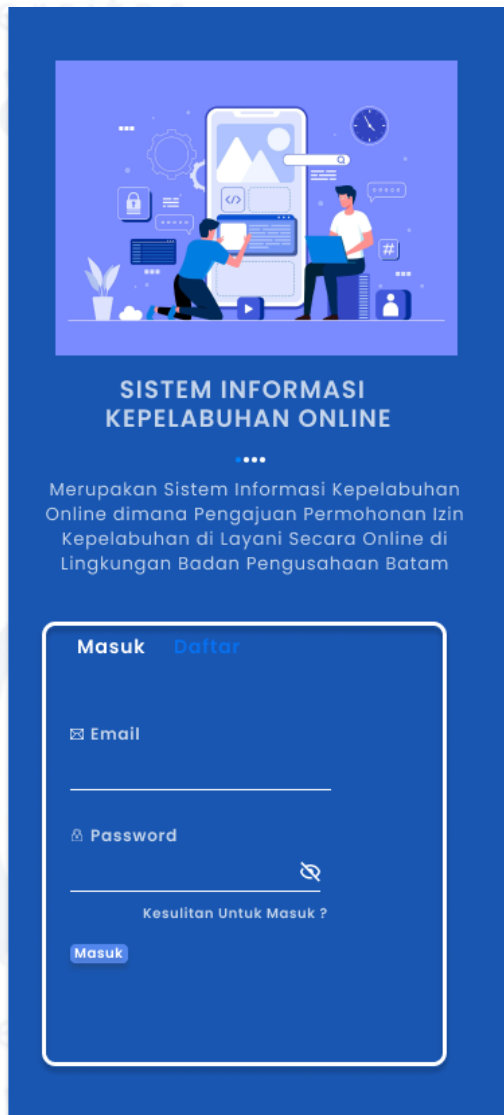 SISTEM INFORMASI
KEPELABUHAN ONLINE
Merupakan Sistem Informasi Kepelabuhan
Online dimana Pengajuan Permohonan Izin
Kepelabuhan di Layani Secara Online di
Lingkungan Badan Pengusahaan Batam
Masuk Daftar
Email
Password
Kesulitan Untuk Masuk ?
Masuk